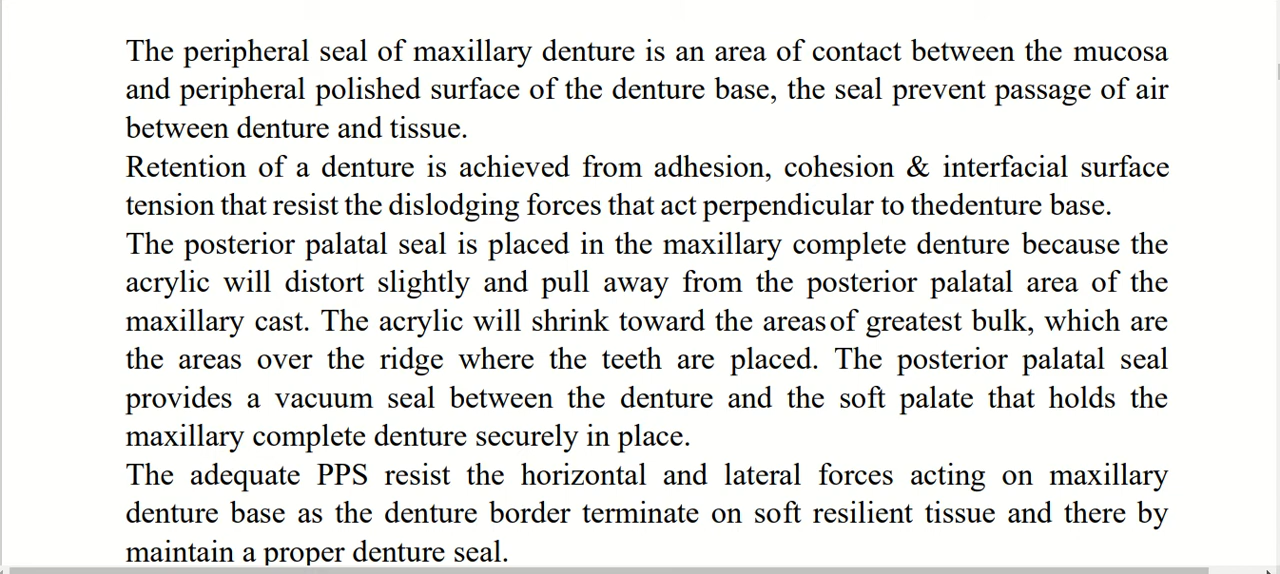 The peripheral seal of maxillary denture is an area of contact between the mucosa
and peripheral polished surface of the denture base, the seal prevent passage of air
between denture and tissue.
Retention of a denture is achieved from adhesion, cohesion & interfacial surface
tension that resist the dislodging forces that act perpendicular to thedenture base.
The posterior palatal seal is placed in the maxillary complete denture because the
acrylic will distort slightly and pull away from the posterior palatal area of the
maxillary cast. The acrylic will shrink toward the areas of greatest bulk, which are
the areas over the ridge where the teeth are placed. The posterior palatal seal
provides a vacuum seal between the denture and the soft palate that holds the
maxillary complete denture securely in place.
The adequate PPS resist the horizontal and lateral forces acting on maxillary
denture base as the denture border terminate on soft resilient tissue and there by
maintain a proper denture seal.